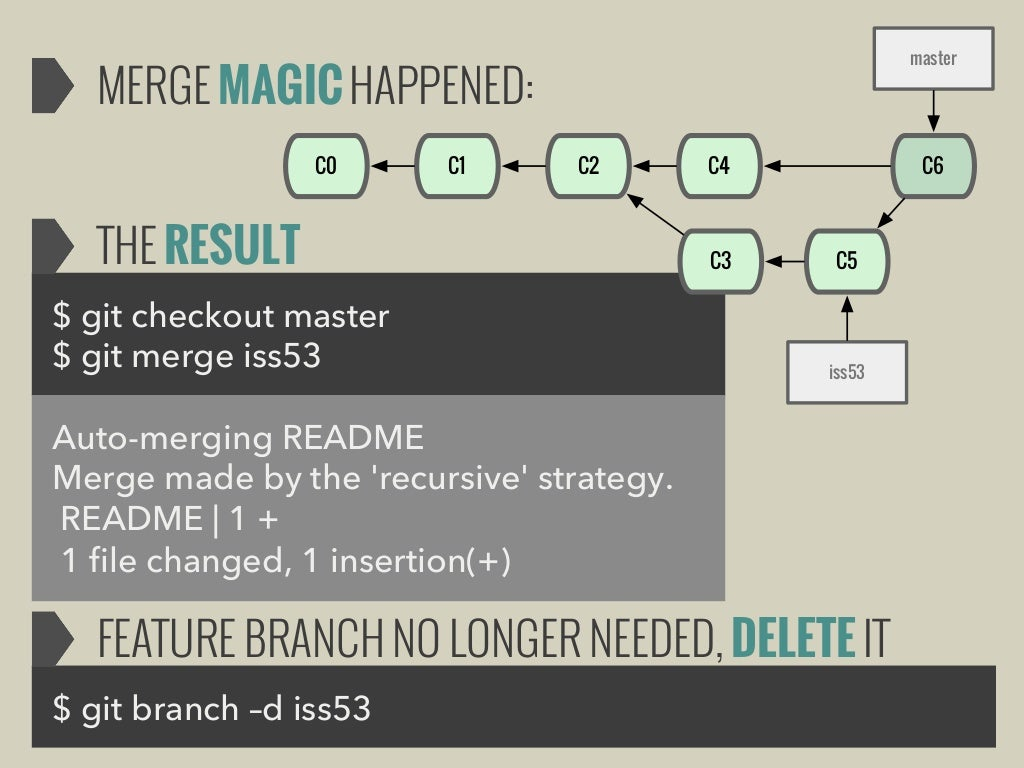 MERGE MAGIC HAPPENED:
master
C0 C1 C2 C4 C6
THE RESULT
C3 C5
$ git checkout master
$ git merge iss53
iss53
Auto-merging README
Merge made by the 'recursive' strategy.
README | 1 +
1 file changed, 1 insertion(+)
FEATURE BRANCH NO LONGER NEEDED, DELETE IT
$ git branch –d iss53